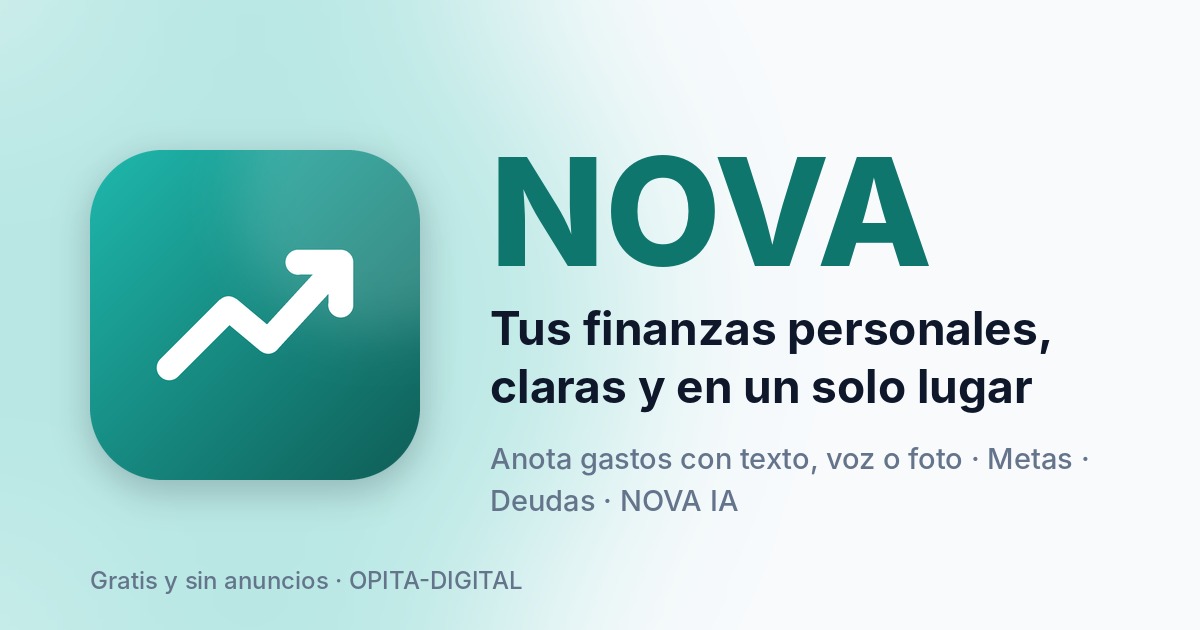 NOVA
Tus finanzas personales,
claras y en un solo lugar
Anota gastos con texto, voz o foto · Metas ·
Deudas · NOVA IA
Gratis y sin anuncios · OPITA-DIGITAL